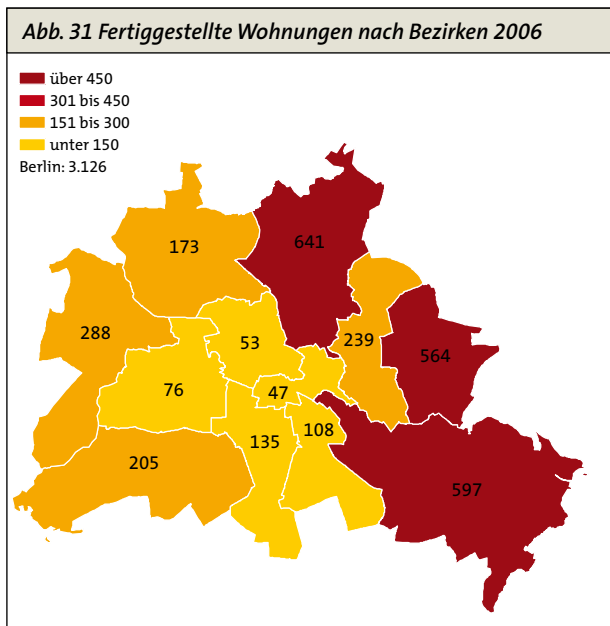 Abb. 31 Fertiggestellte Wohnungen nach Bezirken 2006
über 450
301 bis 450
151 bis 300
unter 150
Berlin: 3.126
641
173
288
53
239
564
76
47
108
135
205
597